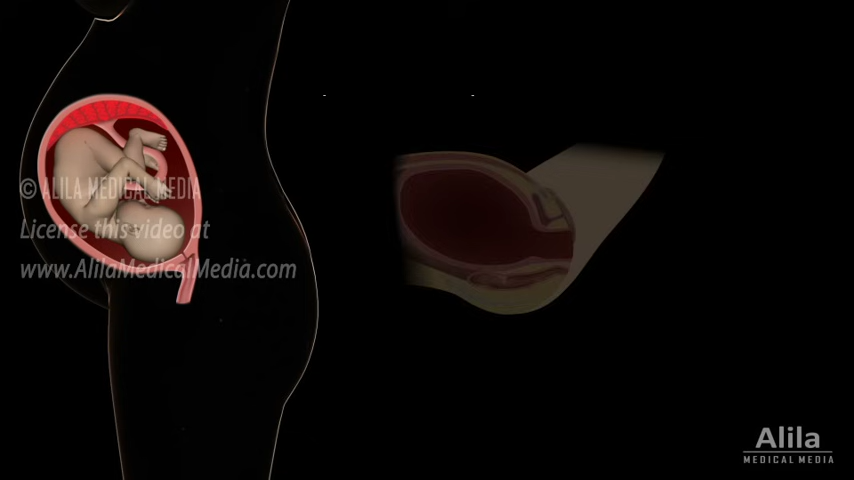 © ALILA MEDICAL MEDIA
License this video at
www.AlilaMedicalMedia.com
Alila
MEDICAL MEDIA